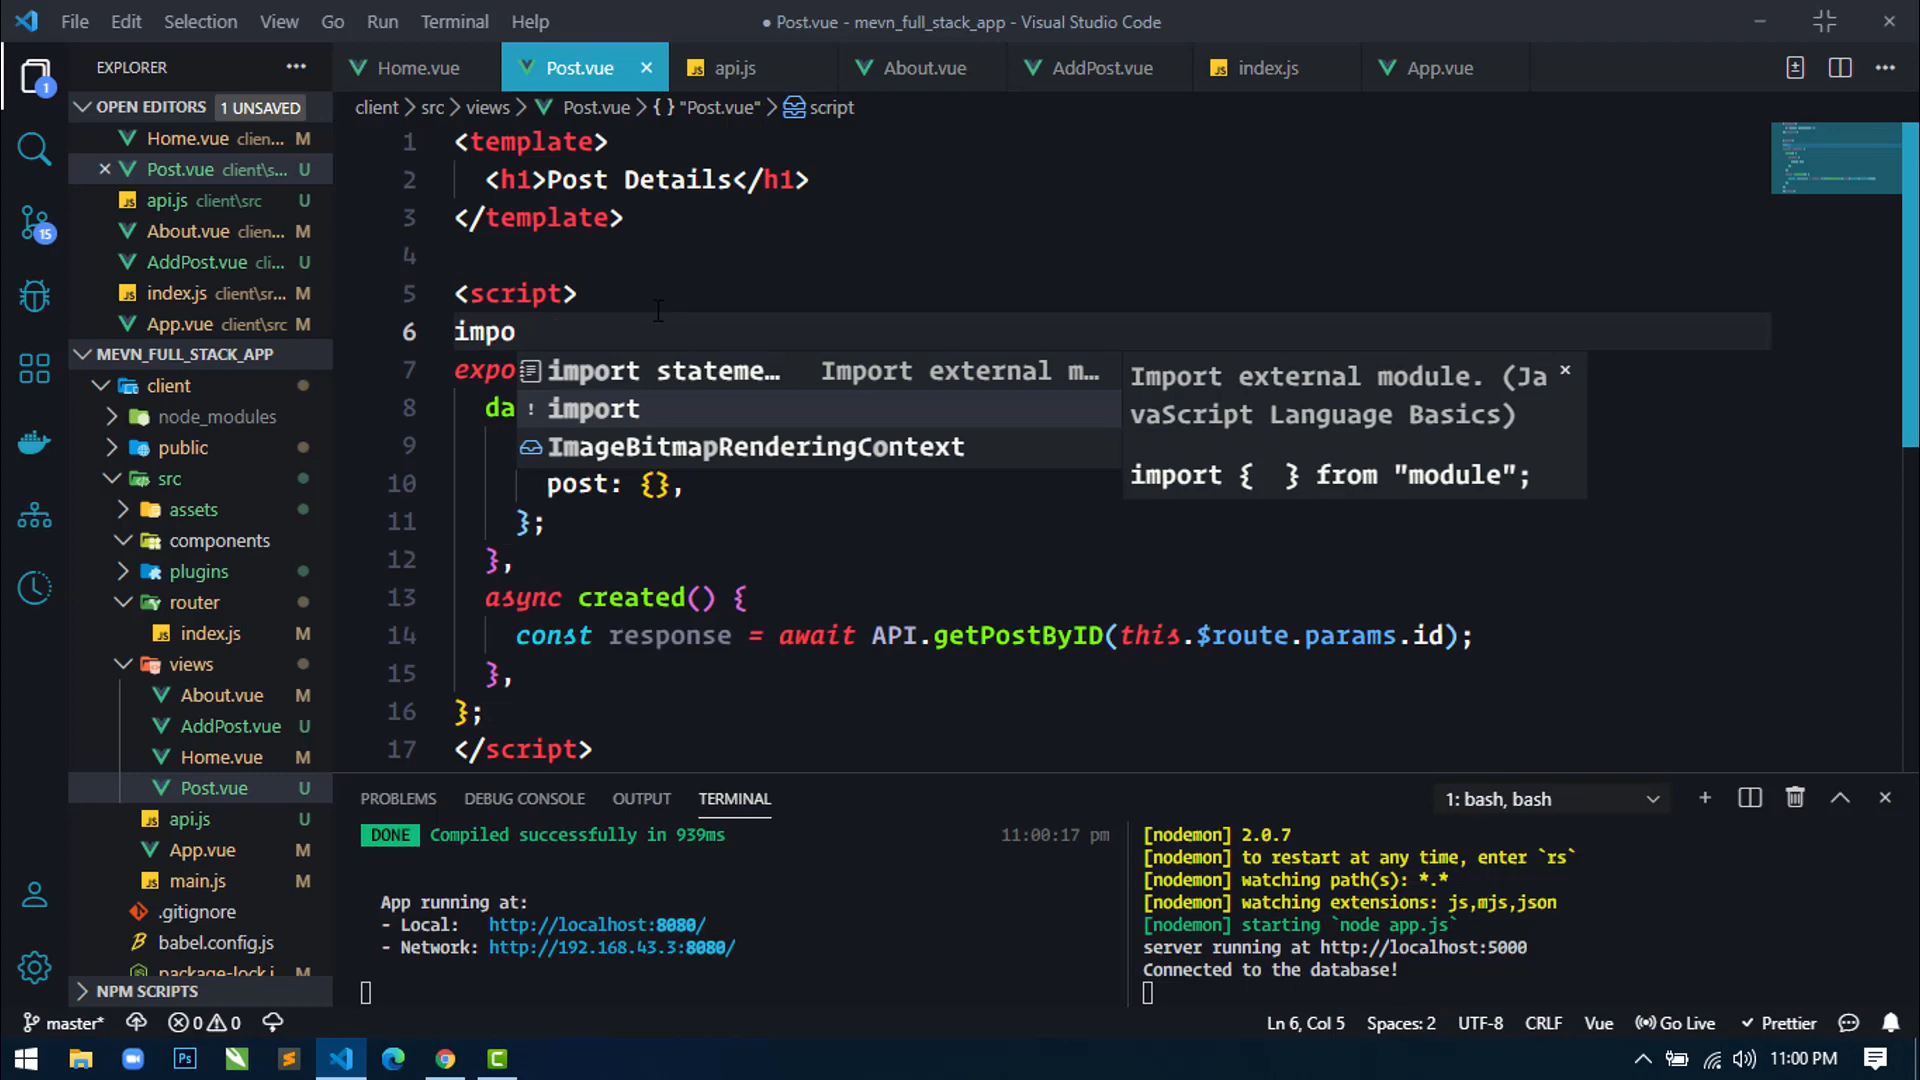 File Edit Selection View Go Run Terminal Help
● Post.vue - mevn_full_stack_app - Visual Studio Code
EXPLORER
Home.vue
Post.vue
api.js
About.vue
AddPost.vue
index.js
App.vue
OPEN EDITORS 1 UNSAVED
Home.vue clien... M
Post.vue client\s... U
api.js client\src U
About.vue clien... M
AddPost.vue cli... U
index.js client\sr... M
App.vue client\src M
MEVN_FULL_STACK_APP
client
node_modules
public
src
assets
components
plugins
router
index.js M
views
About.vue M
AddPost.vue U
Home.vue M
Post.vue U
api.js U
App.vue M
main.js M
.gitignore
babel.config.js
NPM SCRIPTS
1
15
client > src > views > Post.vue > {} "Post.vue" > script
1 <template>
2 <h1>Post Details</h1>
3 </template>
4
5 <script>
6 impo
7 expo
8 da
9
10 post: {},
11 };
12 },
13 async created() {
14 const response = await API.getPostByID(this.$route.params.id);
15 },
16 };
17 </script>
import stateme... Import external m...
import
ImageBitmapRenderingContext
Import external module. (Ja
vaScript Language Basics)
import { } from "module";
PROBLEMS DEBUG CONSOLE OUTPUT TERMINAL
1: bash, bash
DONE Compiled successfully in 939ms 11:00:17 pm
App running at:
- Local: http://localhost:8080/
- Network: http://192.168.43.3:8080/
[nodemon] 2.0.7
[nodemon] to restart at any time, enter `rs`
[nodemon] watching path(s): *.*
[nodemon] watching extensions: js,mjs,json
[nodemon] starting `node app.js`
server running at http://localhost:5000
Connected to the database!
master* 0 0
Ln 6, Col 5 Spaces: 2 UTF-8 CRLF Vue Go Live Prettier
11:00 PM